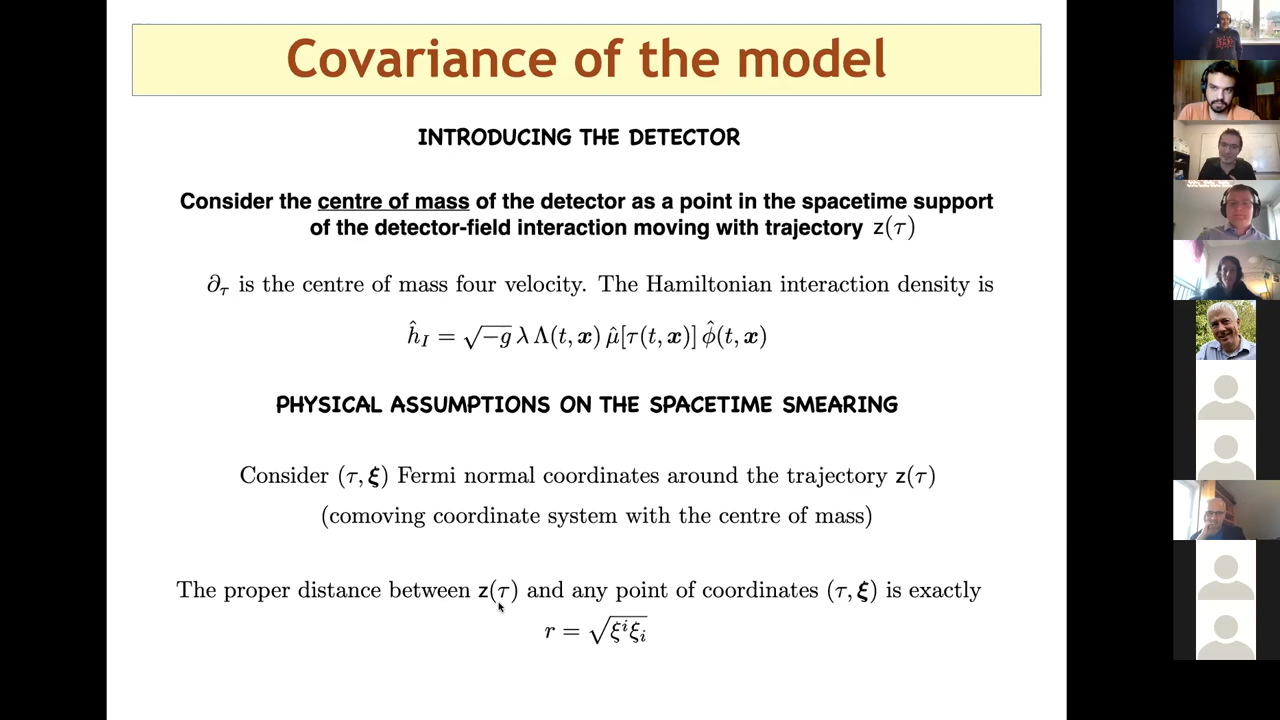 Covariance of the model
INTRODUCING THE DETECTOR
Consider the centre of mass of the detector as a point in the spacetime support
of the detector-field interaction moving with trajectory z(τ)
∂τ is the centre of mass four velocity. The Hamiltonian interaction density is
ĥ_I = √−g λ Λ(t, x) μ̂[τ(t, x)] ϕ̂(t, x)
PHYSICAL ASSUMPTIONS ON THE SPACETIME SMEARING
Consider (τ, ξ) Fermi normal coordinates around the trajectory z(τ)
(comoving coordinate system with the centre of mass)
The proper distance between z(τ) and any point of coordinates (τ, ξ) is exactly
r = √ξ^i ξ_i